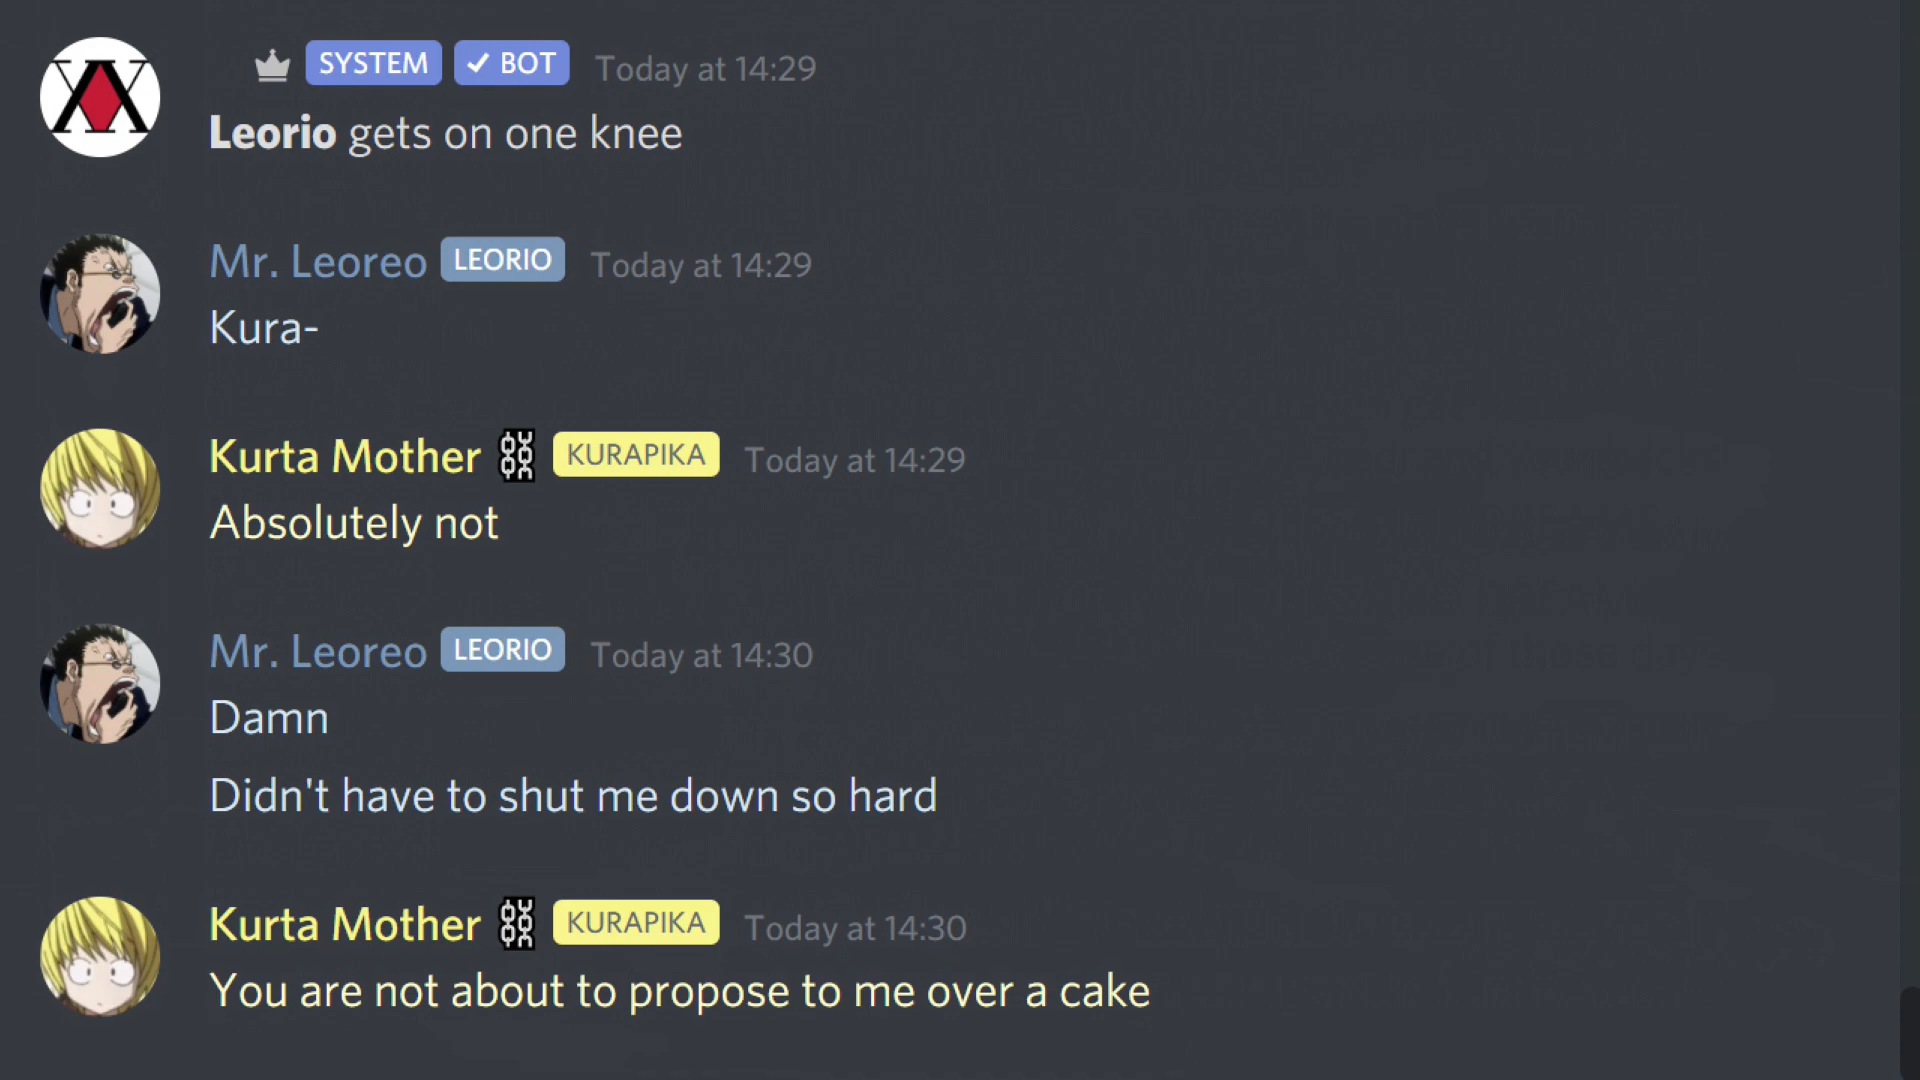 SYSTEM ✓ BOT Today at 14:29
Leorio gets on one knee
Mr. Leoreo LEORIO Today at 14:29
Kura-
Kurta Mother ⛓ KURAPIKA Today at 14:29
Absolutely not
Mr. Leoreo LEORIO Today at 14:30
Damn
Didn't have to shut me down so hard
Kurta Mother ⛓ KURAPIKA Today at 14:30
You are not about to propose to me over a cake